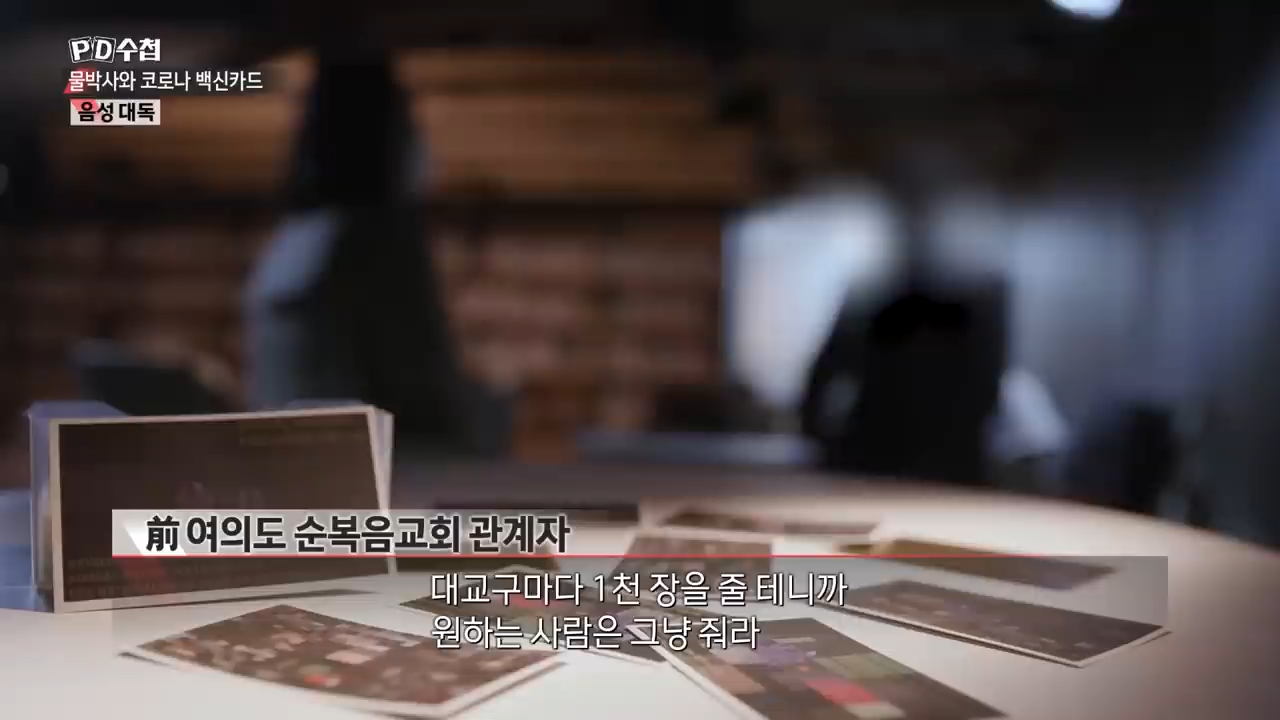 PD수첩
물박사와 코로나 백신카드
음성 대독
前 여의도 순복음교회 관계자
대교구마다 1천 장을 줄 테니까
원하는 사람은 그냥 줘라